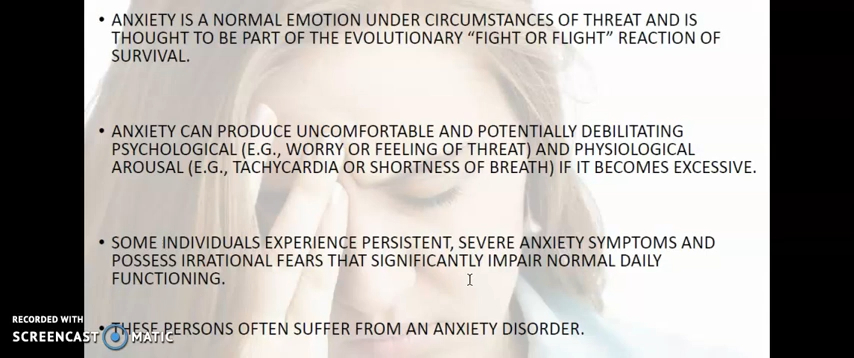 • ANXIETY IS A NORMAL EMOTION UNDER CIRCUMSTANCES OF THREAT AND IS
THOUGHT TO BE PART OF THE EVOLUTIONARY “FIGHT OR FLIGHT” REACTION OF
SURVIVAL.
• ANXIETY CAN PRODUCE UNCOMFORTABLE AND POTENTIALLY DEBILITATING
PSYCHOLOGICAL (E.G., WORRY OR FEELING OF THREAT) AND PHYSIOLOGICAL
AROUSAL (E.G., TACHYCARDIA OR SHORTNESS OF BREATH) IF IT BECOMES EXCESSIVE.
• SOME INDIVIDUALS EXPERIENCE PERSISTENT, SEVERE ANXIETY SYMPTOMS AND
POSSESS IRRATIONAL FEARS THAT SIGNIFICANTLY IMPAIR NORMAL DAILY
FUNCTIONING.
• THESE PERSONS OFTEN SUFFER FROM AN ANXIETY DISORDER.
RECORDED WITH
SCREENCAST MATIC